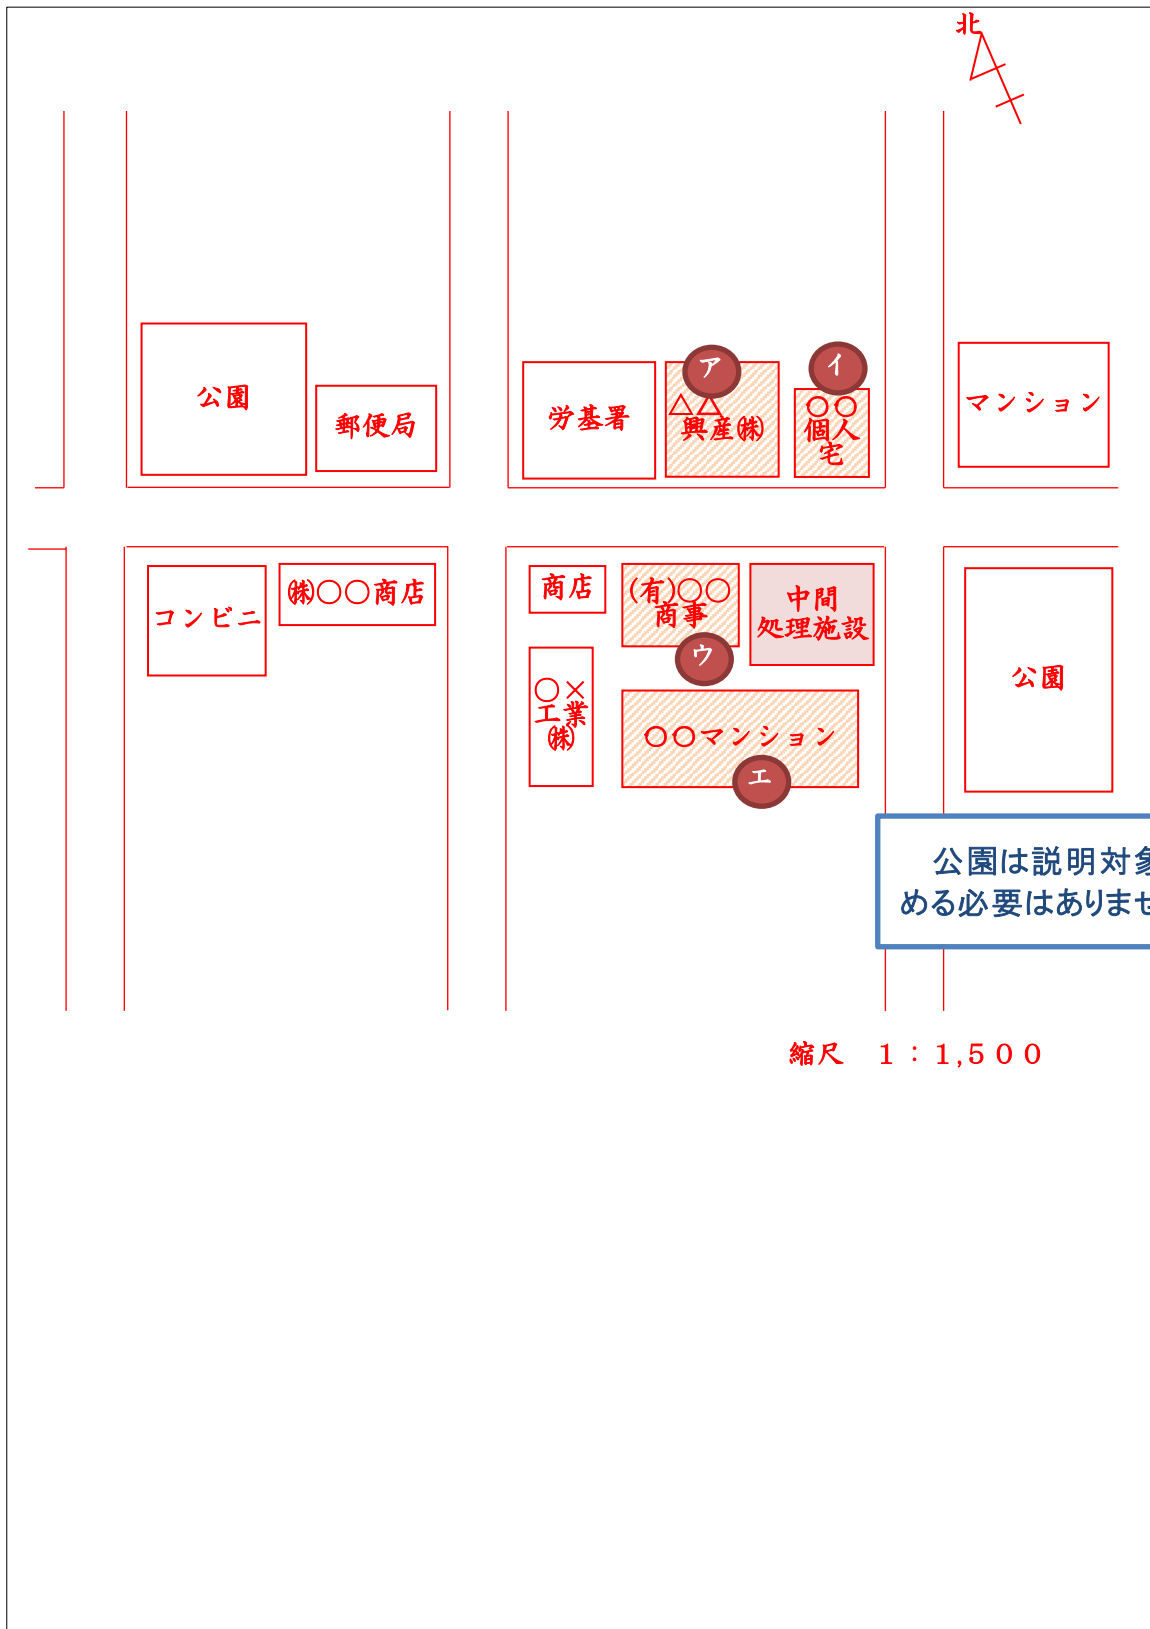 北
公園
郵便局
労基署
ア
△△
興産㈱
イ
○○
個人
宅
マンション
コンビニ
㈱○○商店
商店
(有)○○
商事
ウ
中間
処理施設
○×
工業
㈱
○○マンション
エ
公園
公園は説明対象
める必要はありませ
縮尺　１：１,５００